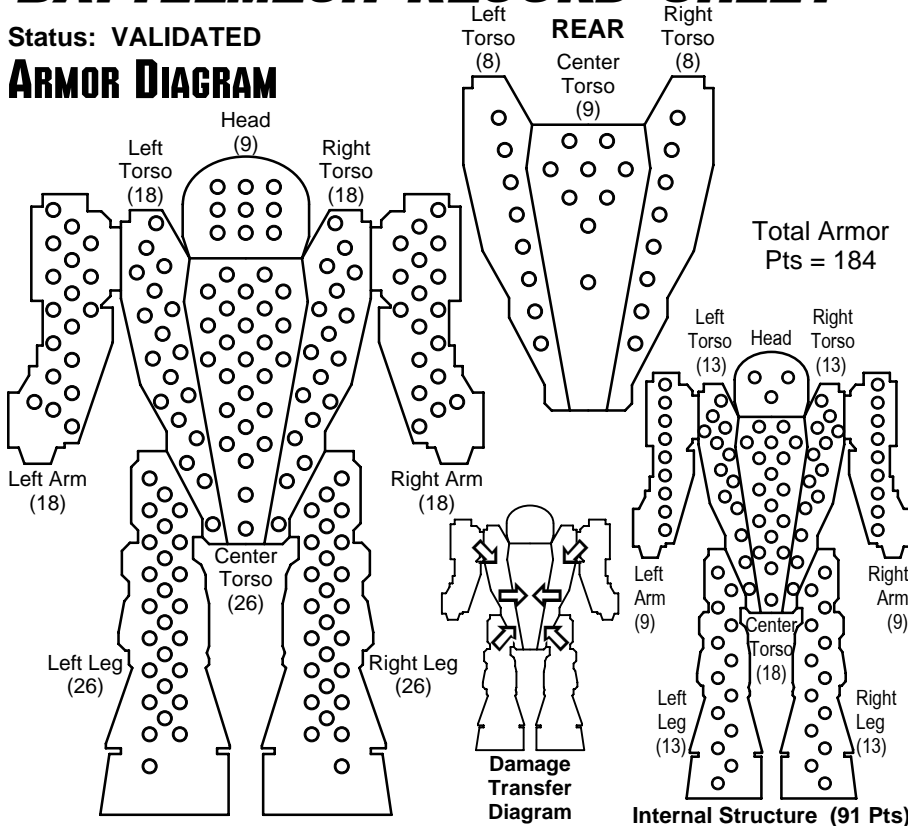 Status: VALIDATED
ARMOR DIAGRAM
Left
Torso
(8)
REAR
Right
Torso
(8)
Center
Torso
(9)
Head
(9)
Left
Torso
(18)
Right
Torso
(18)
Total Armor
Pts = 184
Left Arm
(18)
Right Arm
(18)
Center
Torso
(26)
Left Leg
(26)
Right Leg
(26)
Damage
Transfer
Diagram
Left
Torso
(13)
Head
Right
Torso
(13)
Left
Arm
(9)
Right
Arm
(9)
Center
Torso
(18)
Left
Leg
(13)
Right
Leg
(13)
Internal Structure (91 Pts)